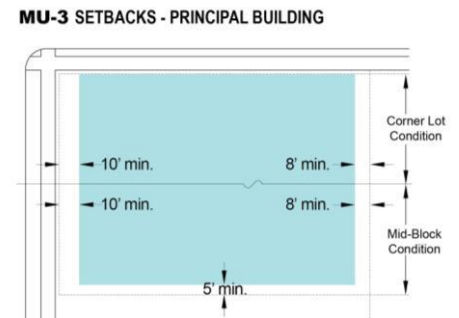 MU-3 SETBACKS - PRINCIPAL BUILDING
Corner Lot
Condition
10' min.
8' min.
10' min.
8' min.
Mid-Block
Condition
5' min.